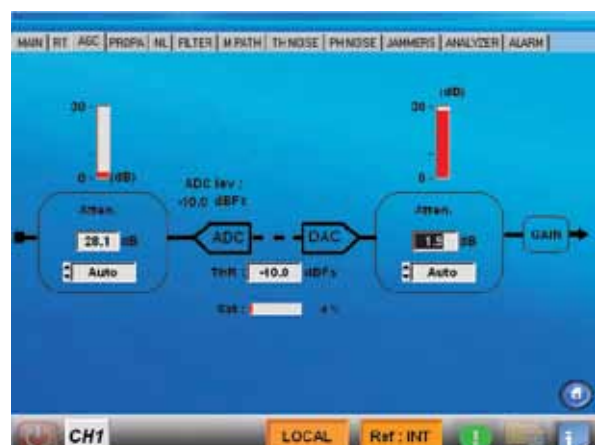 MAIN RT AGC PROPA NL FILTER M.PATH TH NOISE PH NOISE JAMMERS ANALYZER ALARM
(dB)
30
30
0
(dB)
0
ADC lev :
-10.0 dBFs
Atten.
Atten.
28.1 dB
ADC
DAC
1.5 dB
GAIN
Auto
THR : -10.0 dBFs
Auto
Sat :
CH1
LOCAL
Ref : INT